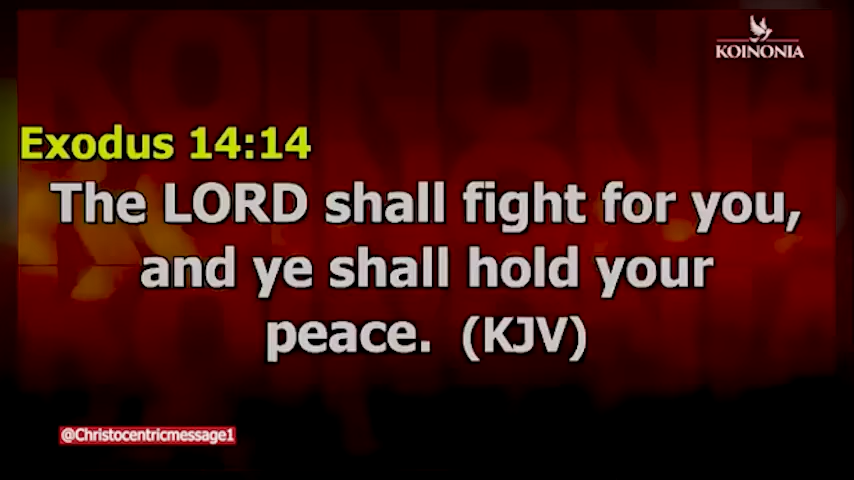 KOINONIA
Exodus 14:14
The LORD shall fight for you,
and ye shall hold your
peace. (KJV)
@Christocentricmessage1